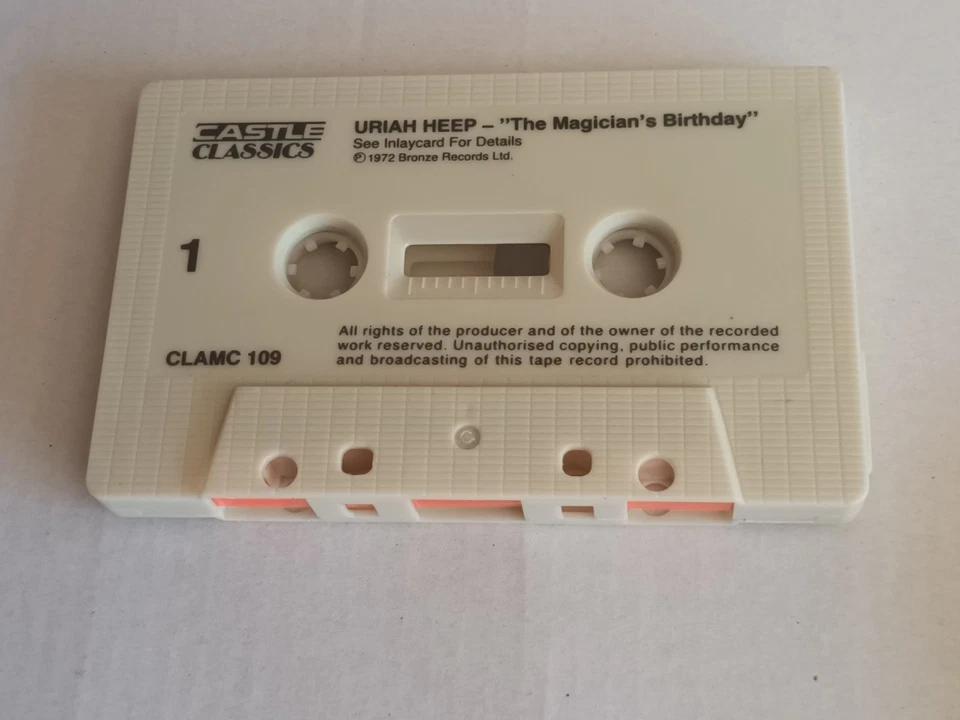 CASTLE
CLASSICS
URIAH HEEP – ”The Magician's Birthday”
See Inlaycard For Details
℗ 1972 Bronze Records Ltd.
1
CLAMC 109
All rights of the producer and of the owner of the recorded
work reserved. Unauthorised copying, public performance
and broadcasting of this tape record prohibited.